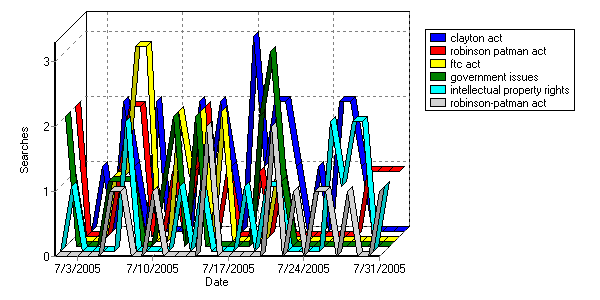 clayton act
robinson patman act
ftc act
government issues
intellectual property rights
robinson-patman act
3
2
1
0
Searches
7/3/2005 7/10/2005 7/17/2005 7/24/2005 7/31/2005
Date